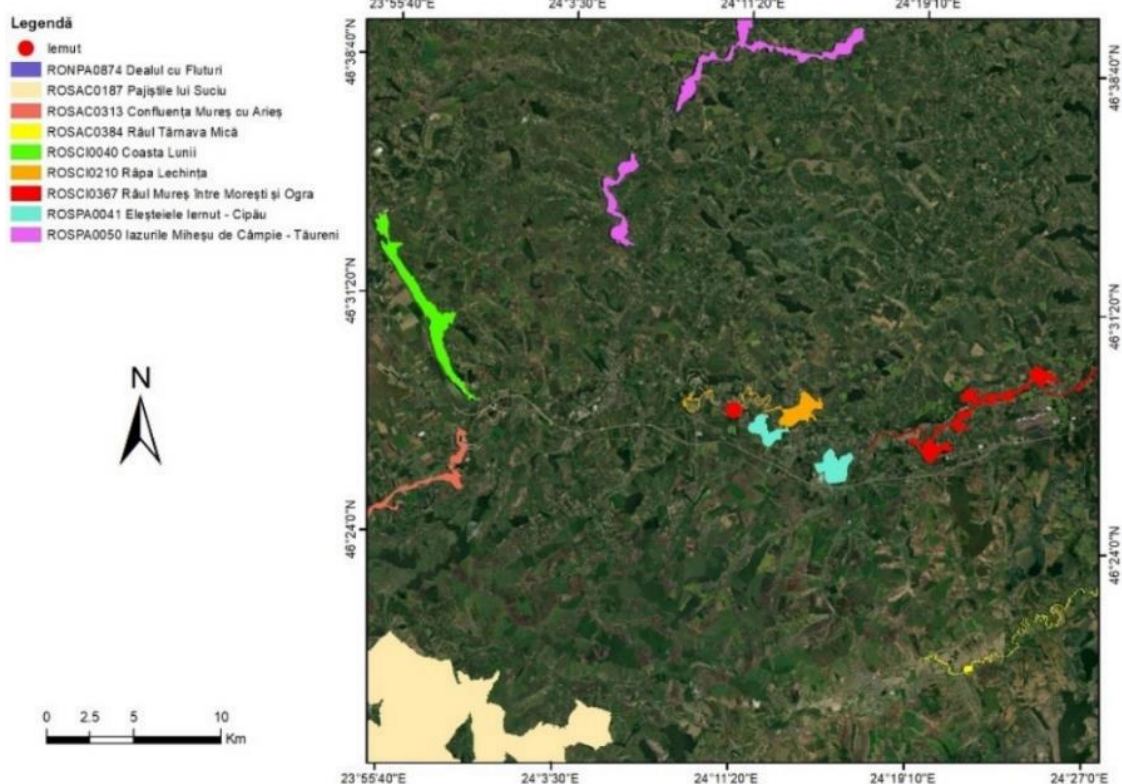 23°55'40"E 24°3'30"E 24°11'20"E 24°19'10"E
Legendă
Iernut
RONPA0874 Dealul cu Fluturi
ROSAC0187 Pajiștile lui Suciu
ROSAC0313 Confluența Mureș cu Arieș
ROSAC0384 Râul Târnava Mică
ROSCI0040 Coasta Lunii
ROSCI0210 Râpa Lechința
ROSCI0367 Râul Mureș între Morești și Ogra
ROSPA0041 Eleșteiele Iernut - Cipău
ROSPA0050 Iazurile Miheșu de Câmpie - Tăureni
46°38'40"N
46°38'40"N
46°31'20"N
46°31'20"N
N
46°24'0"N
46°24'0"N
0 2.5 5 10
Km
23°55'40"E 24°3'30"E 24°11'20"E 24°19'10"E 24°27'0"E